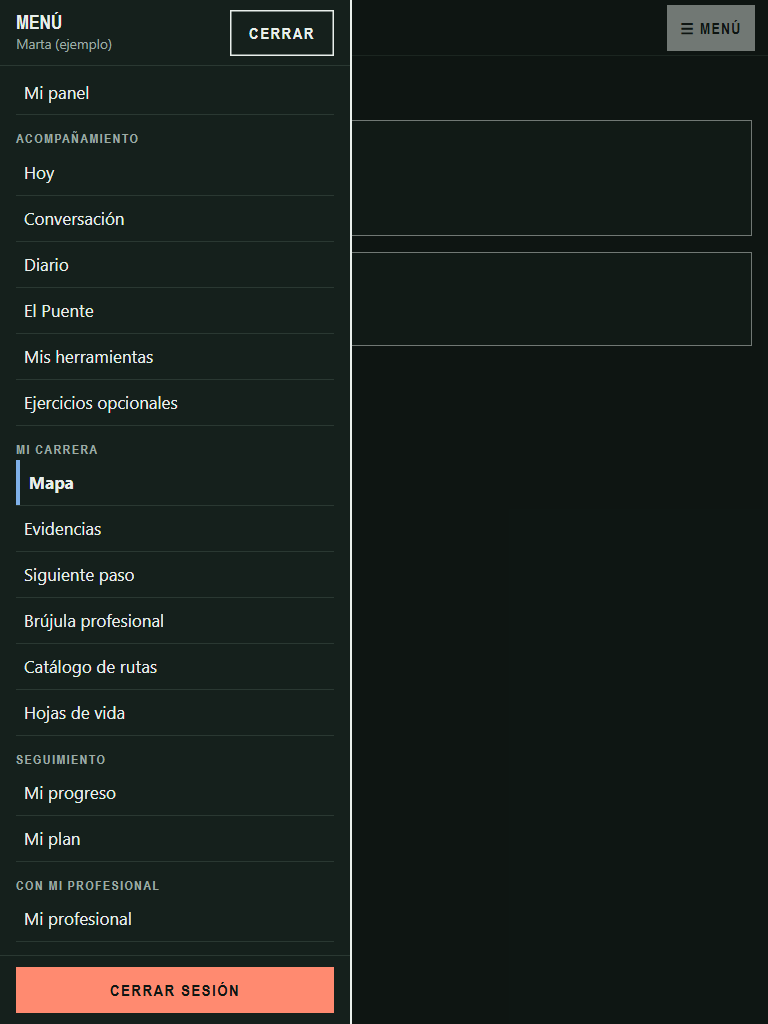 MENÚ
Marta (ejemplo)
CERRAR
☰ MENÚ
Mi panel
ACOMPAÑAMIENTO
Hoy
Conversación
Diario
El Puente
Mis herramientas
Ejercicios opcionales
MI CARRERA
Mapa
Evidencias
Siguiente paso
Brújula profesional
Catálogo de rutas
Hojas de vida
SEGUIMIENTO
Mi progreso
Mi plan
CON MI PROFESIONAL
Mi profesional
CERRAR SESIÓN